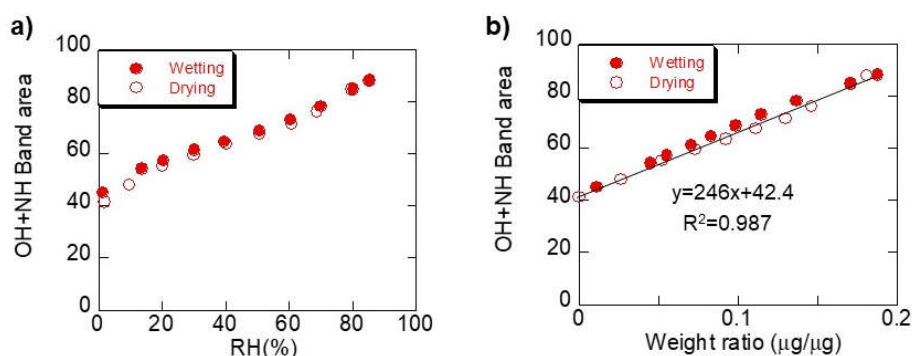 a)
OH+NH Band area
100
80
60
40
20
0
Wetting
Drying
0 20 40 60 80 100
RH(%)
b)
OH+NH Band area
100
80
60
40
20
0
Wetting
Drying
y=246x+42.4
R²=0.987
0 0.1 0.2
Weight ratio (μg/μg)